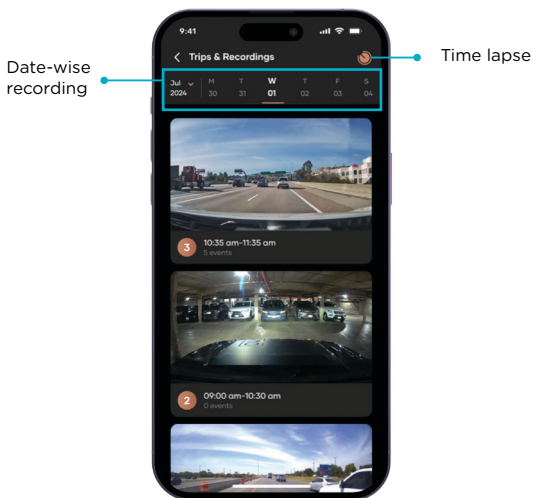 9:41
Trips & Recordings
Time lapse
Date-wise
recording
Jul M T W T F S
2024 30 31 01 02 03 04
3 10:35 am-11:35 am
5 events
2 09:00 am-10:30 am
0 events